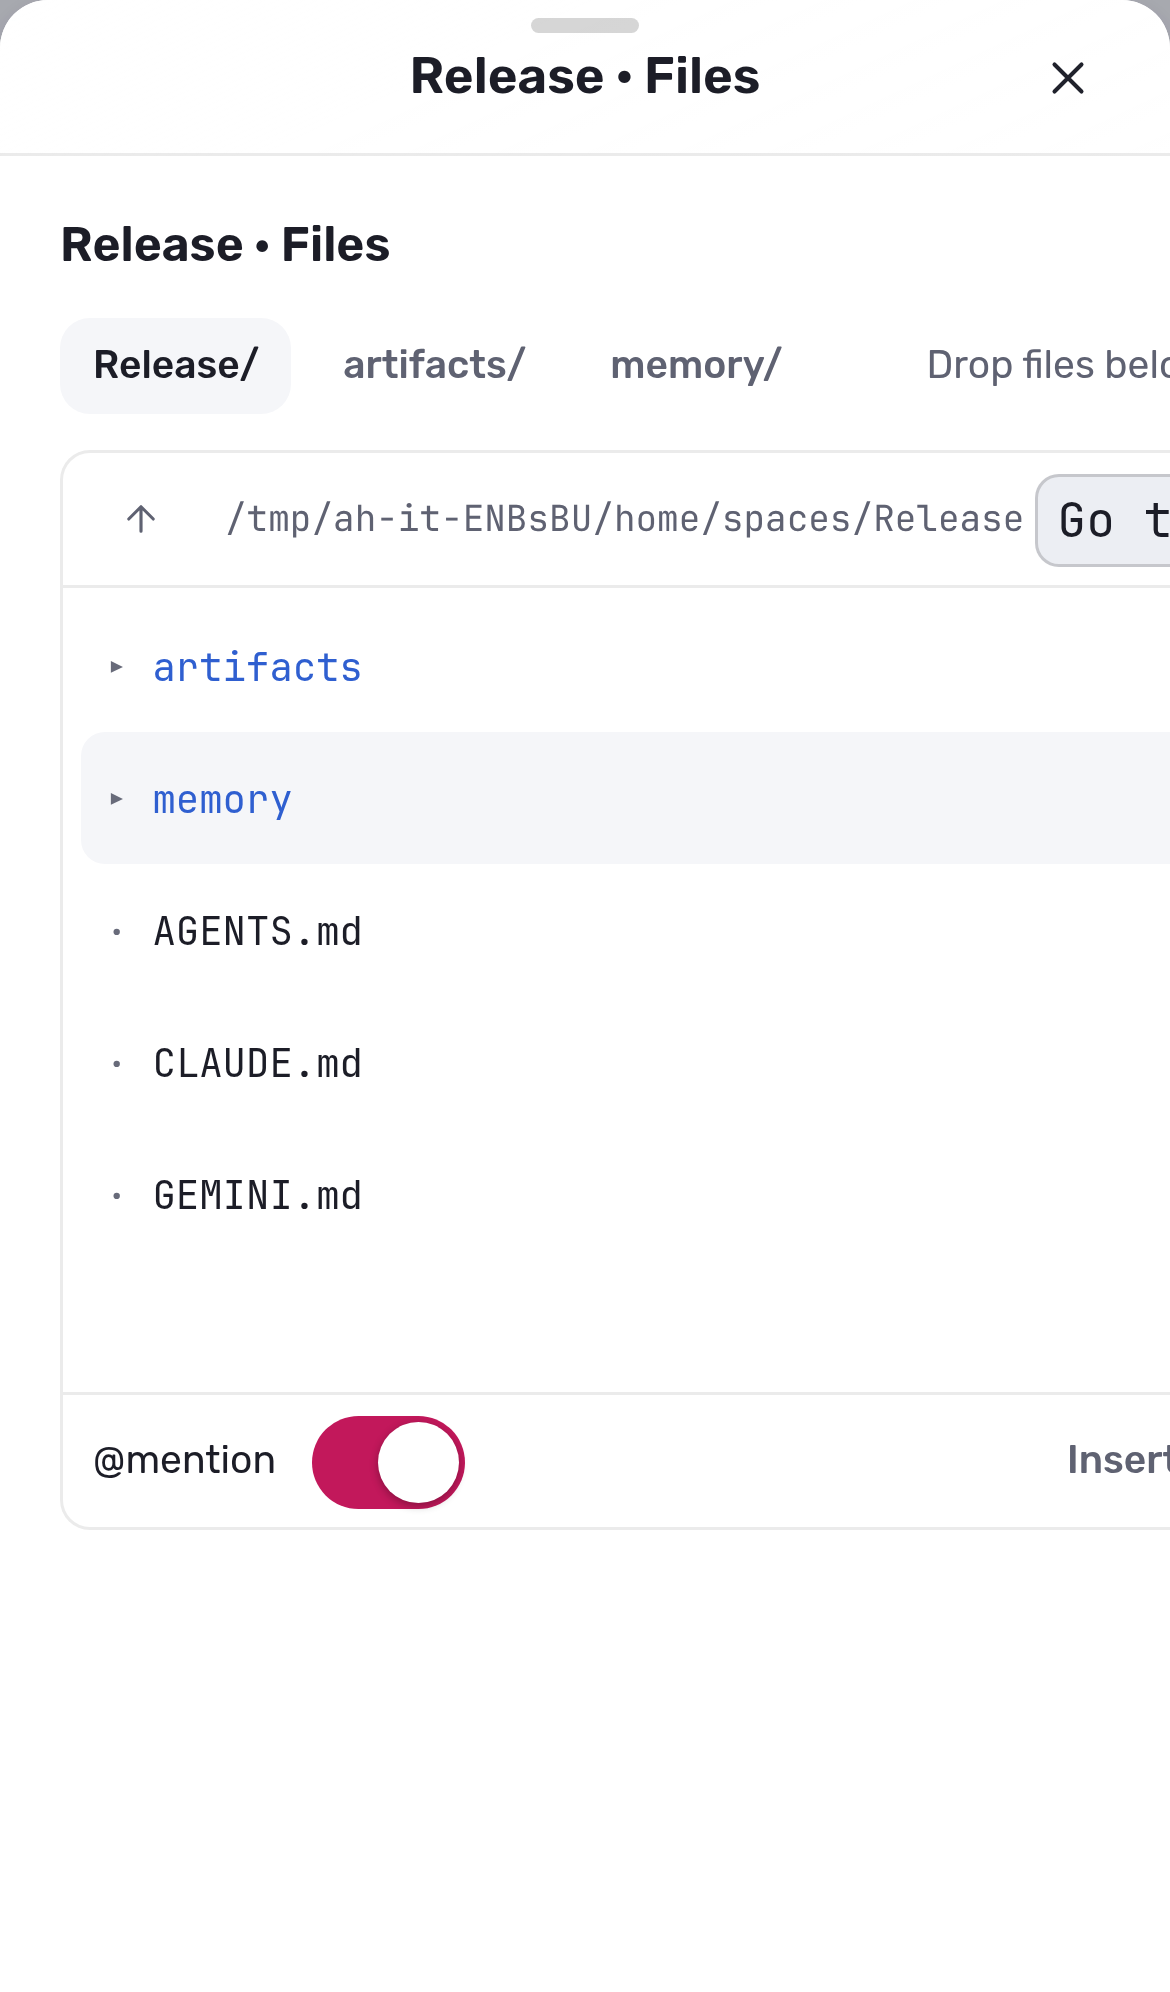 Release • Files
Release • Files
Release/ artifacts/ memory/ Drop files
/tmp/ah-it-ENBsBU/home/spaces/Release Go
artifacts
memory
AGENTS.md
CLAUDE.md
GEMINI.md
@mention Insert